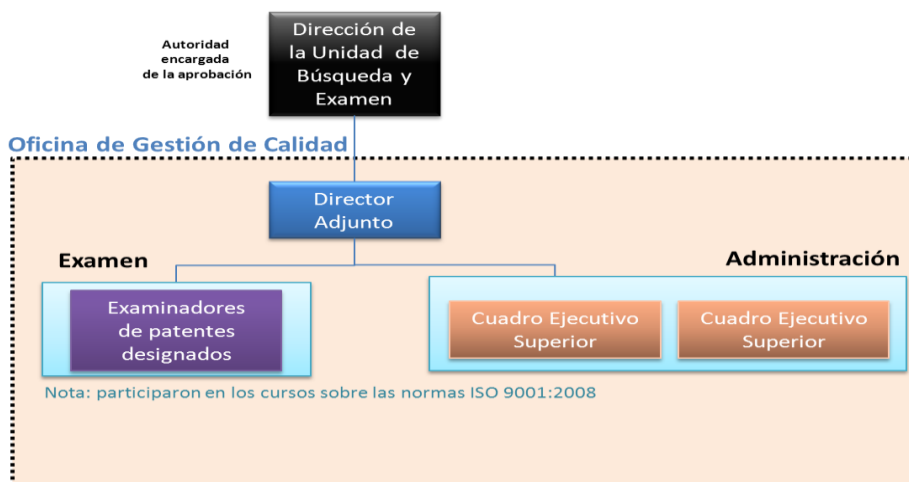 Autoridad
encargada
de la aprobación
Dirección de
la Unidad de
Búsqueda y
Examen
Oficina de Gestión de Calidad
Director
Adjunto
Examen
Administración
Examinadores
de patentes
designados
Cuadro Ejecutivo
Superior
Cuadro Ejecutivo
Superior
Nota: participaron en los cursos sobre las normas ISO 9001:2008